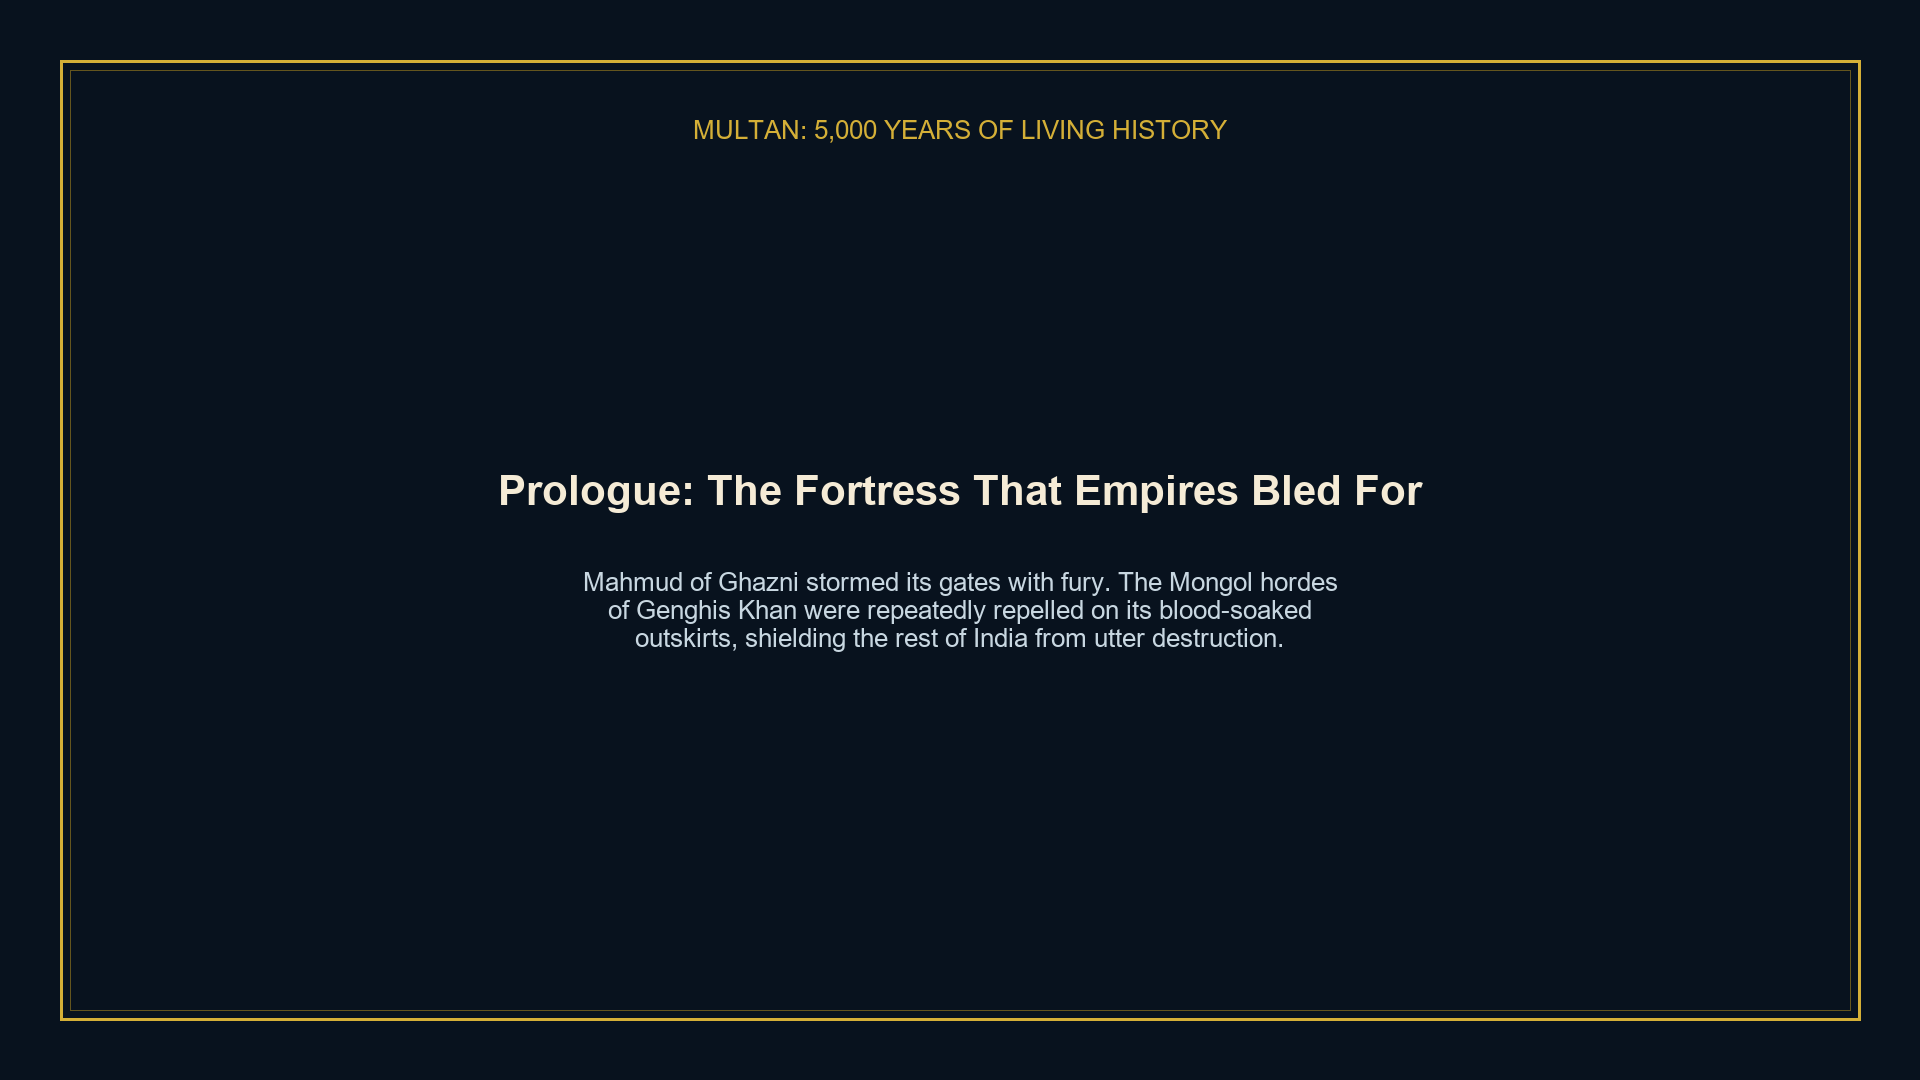 MULTAN: 5,000 YEARS OF LIVING HISTORY
Prologue: The Fortress That Empires Bled For
Mahmud of Ghazni stormed its gates with fury. The Mongol hordes
of Genghis Khan were repeatedly repelled on its blood-soaked
outskirts, shielding the rest of India from utter destruction.